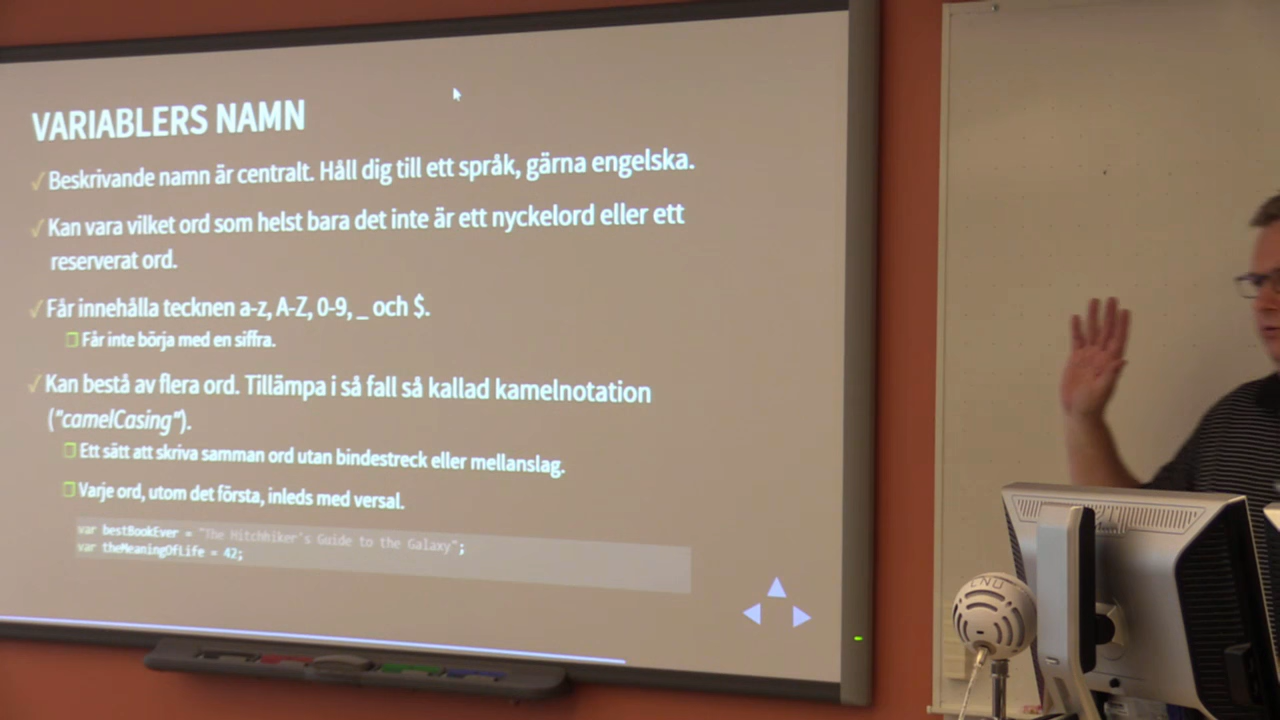 VARIABLERS NAMN
Beskrivande namn är centralt. Håll dig till ett språk, gärna engelska.
Kan vara vilket ord som helst bara det inte är ett nyckelord eller ett
reserverat ord.
Får innehålla tecknen a-z, A-Z, 0-9, _ och $.
Får inte börja med en siffra.
Kan bestå av flera ord. Tillämpa i så fall så kallad kamelnotation
("camelCasing").
Ett sätt att skriva samman ord utan bindestreck eller mellanslag.
Varje ord, utom det första, inleds med versal.
var bestBookEver = "The Hitchhiker's Guide to the Galaxy";
var theMeaningOfLife = 42;
LNU